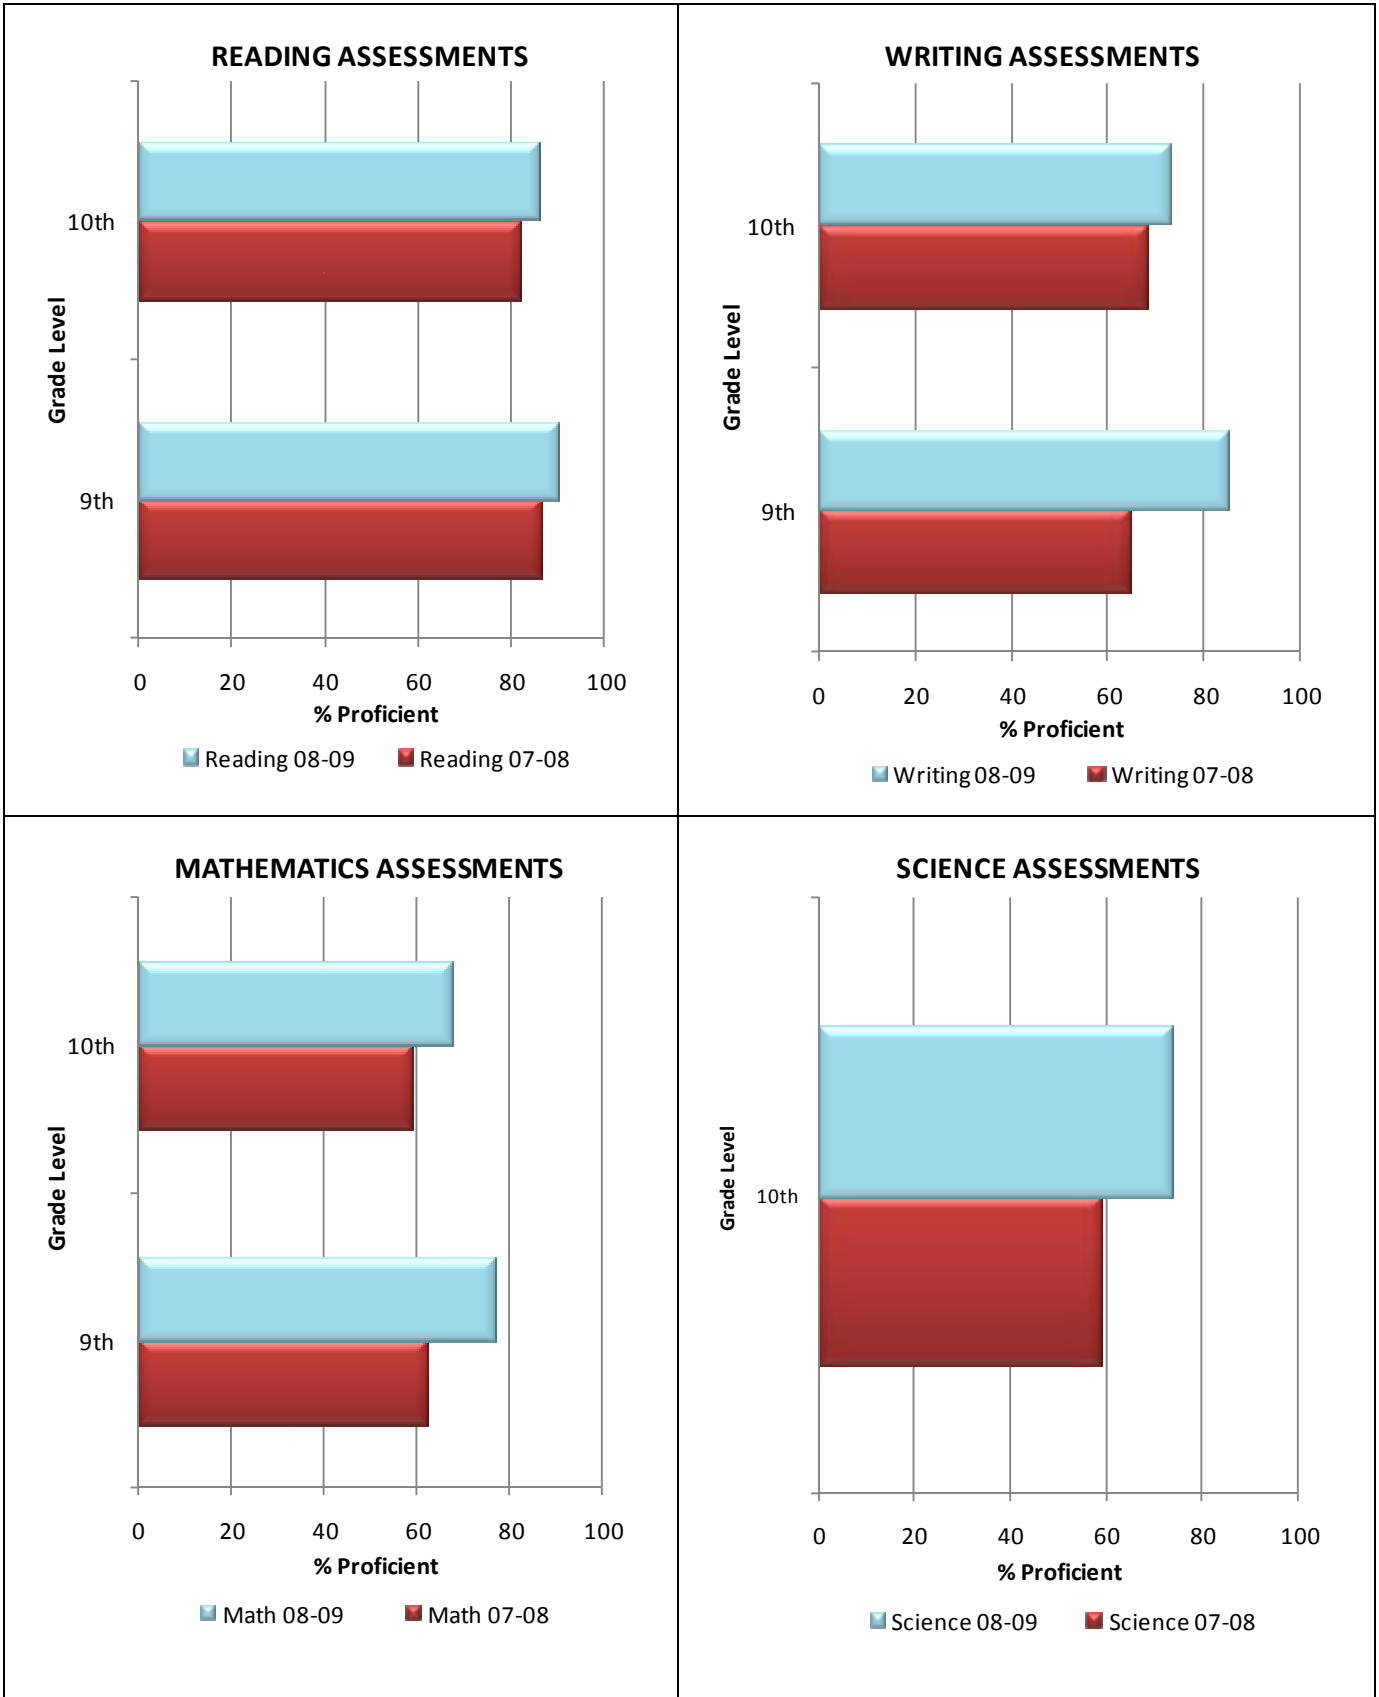 READING ASSESSMENTS
10th
9th
Grade Level
0 20 40 60 80 100
% Proficient
Reading 08-09 Reading 07-08
WRITING ASSESSMENTS
10th
9th
Grade Level
0 20 40 60 80 100
% Proficient
Writing 08-09 Writing 07-08
MATHEMATICS ASSESSMENTS
10th
9th
Grade Level
0 20 40 60 80 100
% Proficient
Math 08-09 Math 07-08
SCIENCE ASSESSMENTS
10th
Grade Level
0 20 40 60 80 100
% Proficient
Science 08-09 Science 07-08